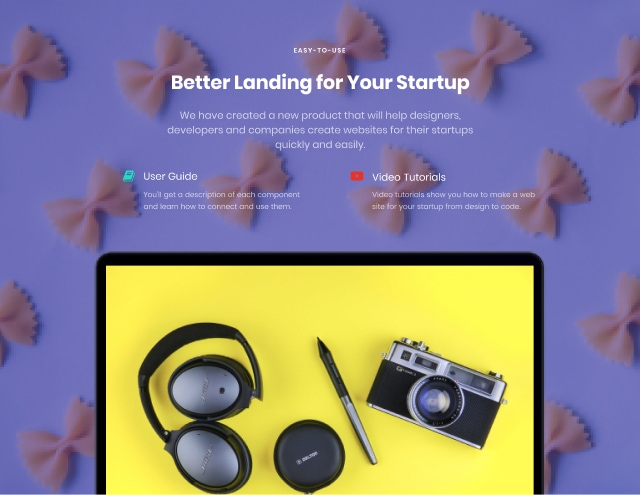 EASY-TO-USE
Better Landing for Your Startup
We have created a new product that will help designers,
developers and companies create websites for their startups
quickly and easily.
User Guide
You'll get a description of each component
and learn how to connect and use them.
Video Tutorials
Video tutorials show you how to make a web
site for your startup from design to code.